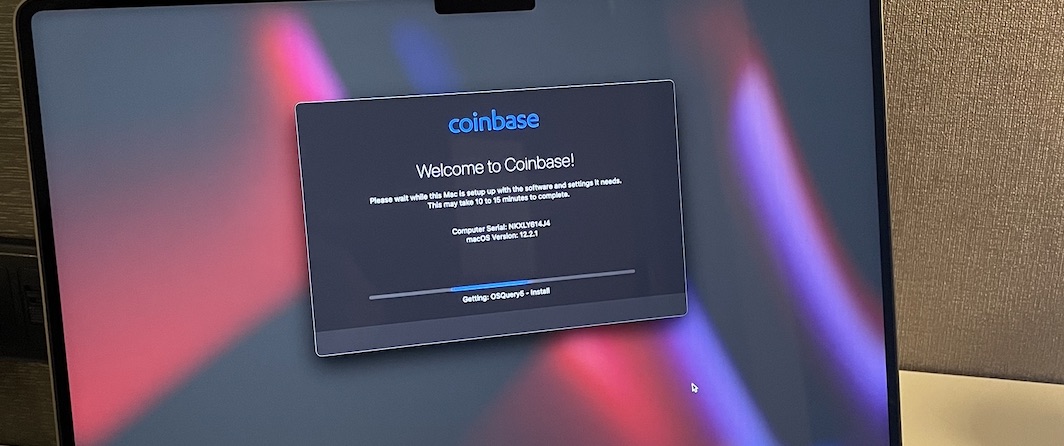 coinbase
Welcome to Coinbase!
Please wait while this Mac is setup up with the software and settings it needs.
This may take 10 to 15 minutes to complete.
Computer Serial: NKXLY614J4
macOS Version: 12.2.1
Getting: OSQuery5 - Install